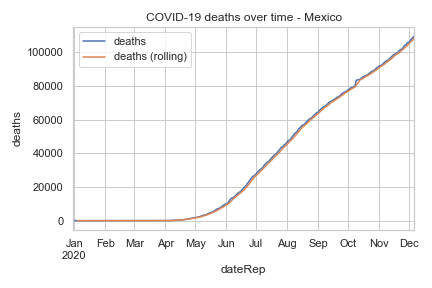 COVID-19 deaths over time - Mexico
deaths
deaths (rolling)
100000
80000
60000
40000
20000
0
deaths
Jan Feb Mar Apr May Jun Jul Aug Sep Oct Nov Dec
2020
dateRep